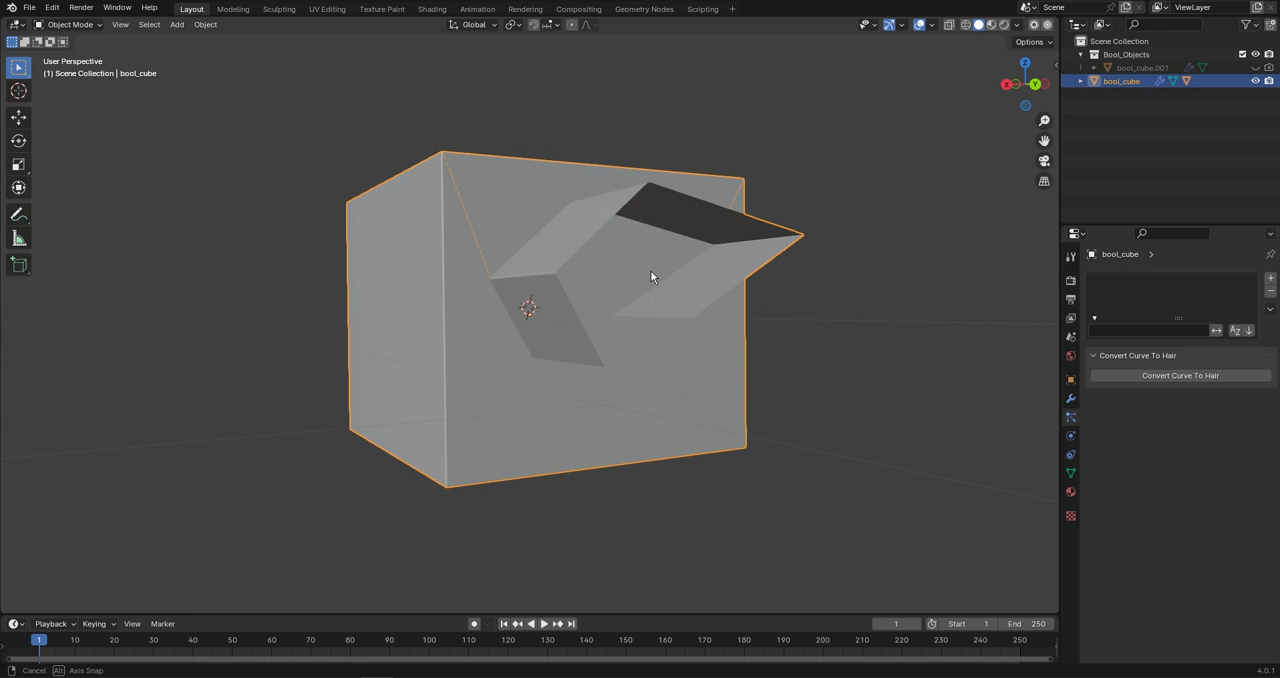 File Edit Render Window Help Layout Modeling Sculpting UV Editing Texture Paint Shading Animation Rendering Compositing Geometry Nodes Scripting + Scene ViewLayer
Object Mode View Select Add Object Global
Options
User Perspective
(1) Scene Collection | bool_cube
Z
X Y
Scene Collection
Bool_Objects
bool_cube.001
bool_cube
bool_cube
Convert Curve To Hair
Convert Curve To Hair
Playback Keying View Marker 1 Start 1 End 250
1 10 20 30 40 50 60 70 80 90 100 110 120 130 140 150 160 170 180 190 200 210 220 230 240 250
Cancel Alt Axis Snap 4.0.1